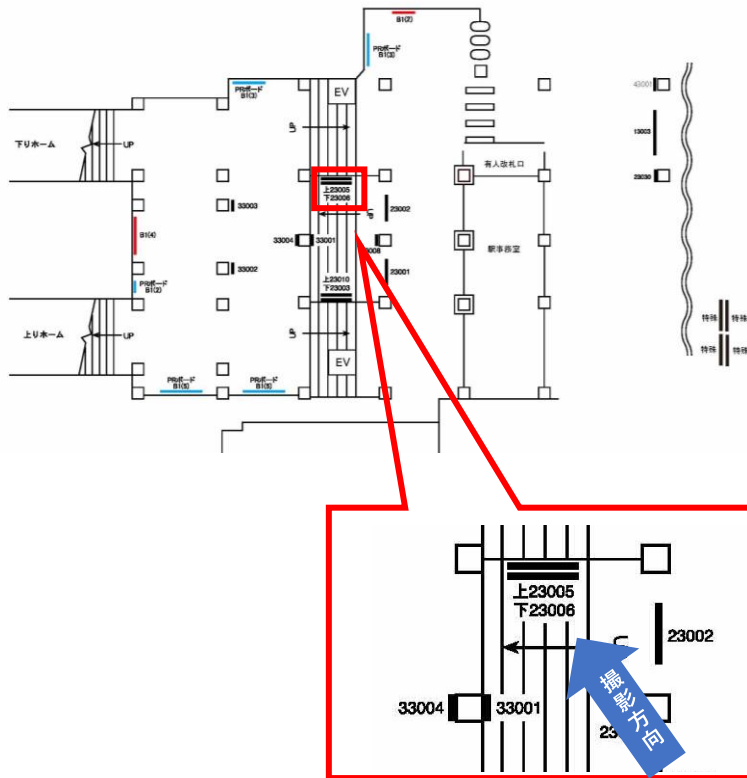 B1(2)
PRボード
B1(3)
PRボード
B1(3)
EV
43001
13003
下りホーム
UP
UP
有人改札口
23030
上23005
下23006
33003
23002
UP
B1(4)
33004
33001
駅事務室
33002
23001
PRボード
B1(2)
上23010
下23003
上りホーム
UP
UP
特殊
特殊
特殊
特殊
EV
PRボード
B1(5)
PRボード
B1(5)
上23005
下23006
23002
33004
33001
撮影方向